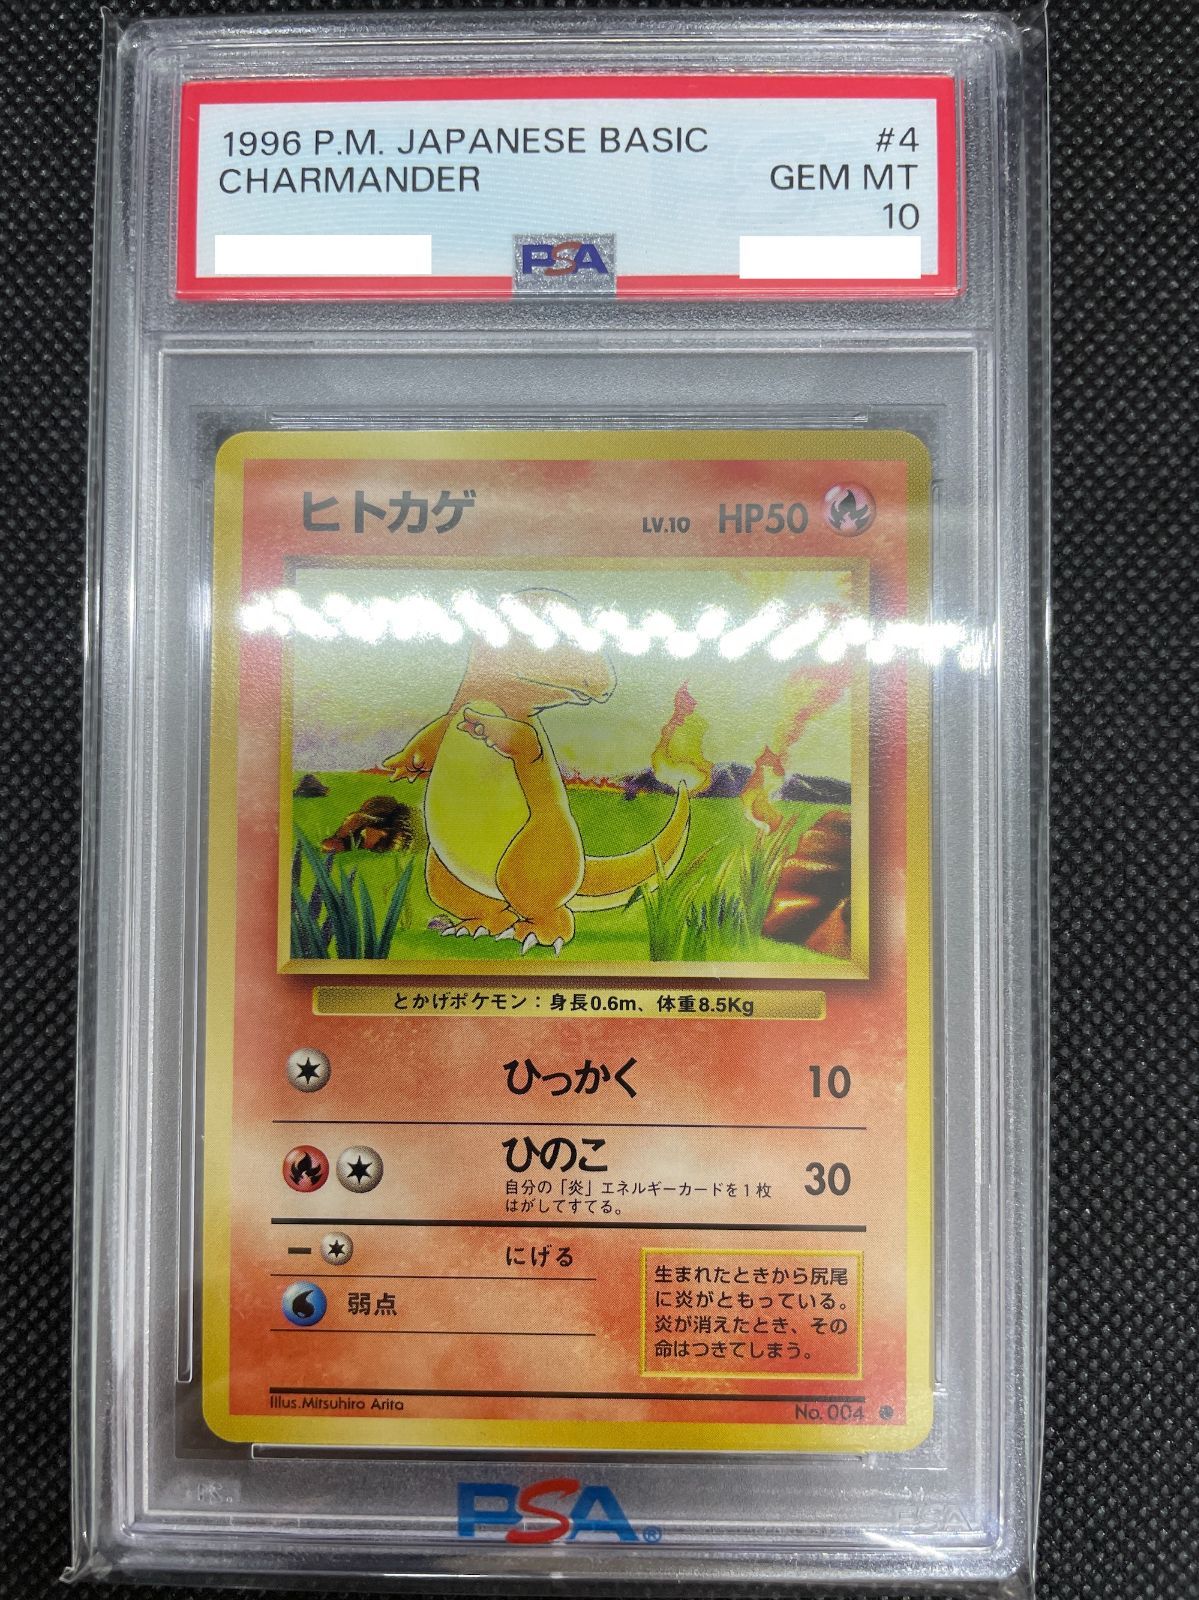 1996 P.M. JAPANESE BASIC #4
CHARMANDER GEM MT
10
PSA
ヒトカゲ LV.10 HP50
とかげポケモン：身長0.6m、体重8.5Kg
ひっかく 10
ひのこ 30
自分の「炎」エネルギーカードを1枚
はがしてすてる。
にげる
弱点
生まれたときから尻尾
に炎がともっている。
炎が消えたとき、その
命はつきてしまう。
Illus.Mitsuhiro Arita
No.004
PSA®
PSA